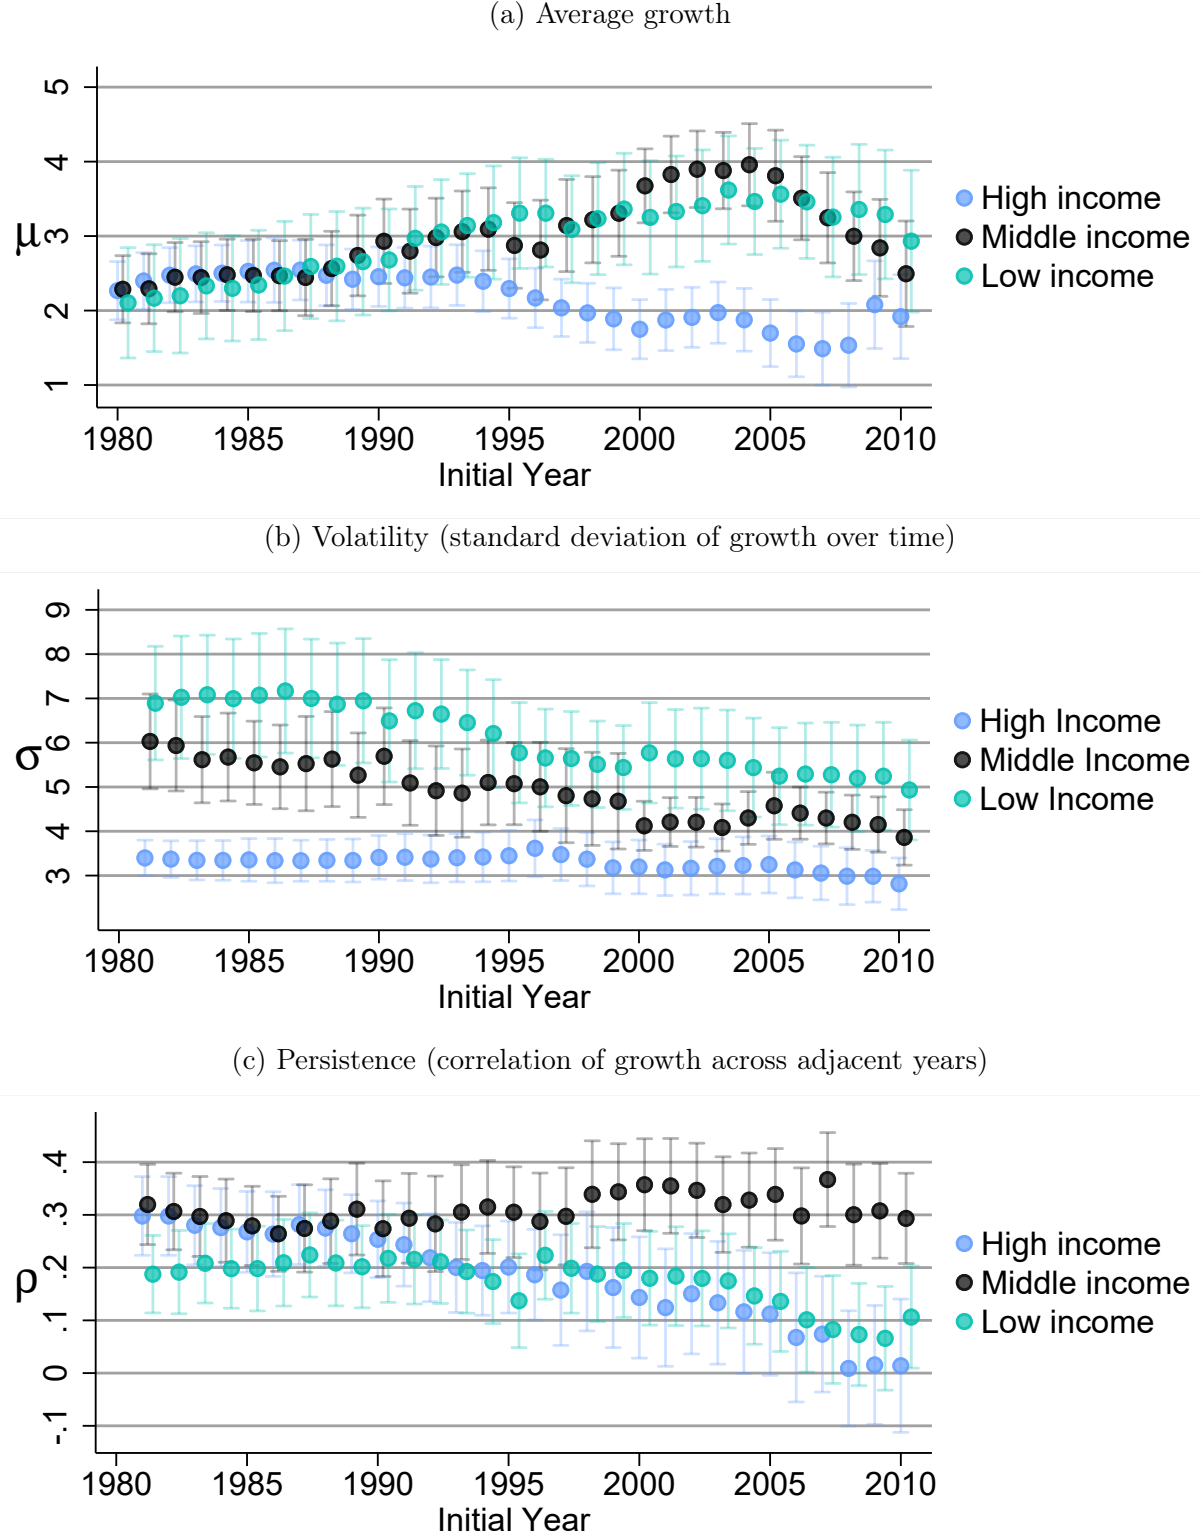 (a) Average growth
5
4
3
2
1
μ
High income
Middle income
Low income
1980 1985 1990 1995 2000 2005 2010
Initial Year
(b) Volatility (standard deviation of growth over time)
9
8
7
6
5
4
3
σ
High Income
Middle Income
Low Income
1980 1985 1990 1995 2000 2005 2010
Initial Year
(c) Persistence (correlation of growth across adjacent years)
.4
.3
.2
.1
0
-.1
ρ
High income
Middle income
Low income
1980 1985 1990 1995 2000 2005 2010
Initial Year